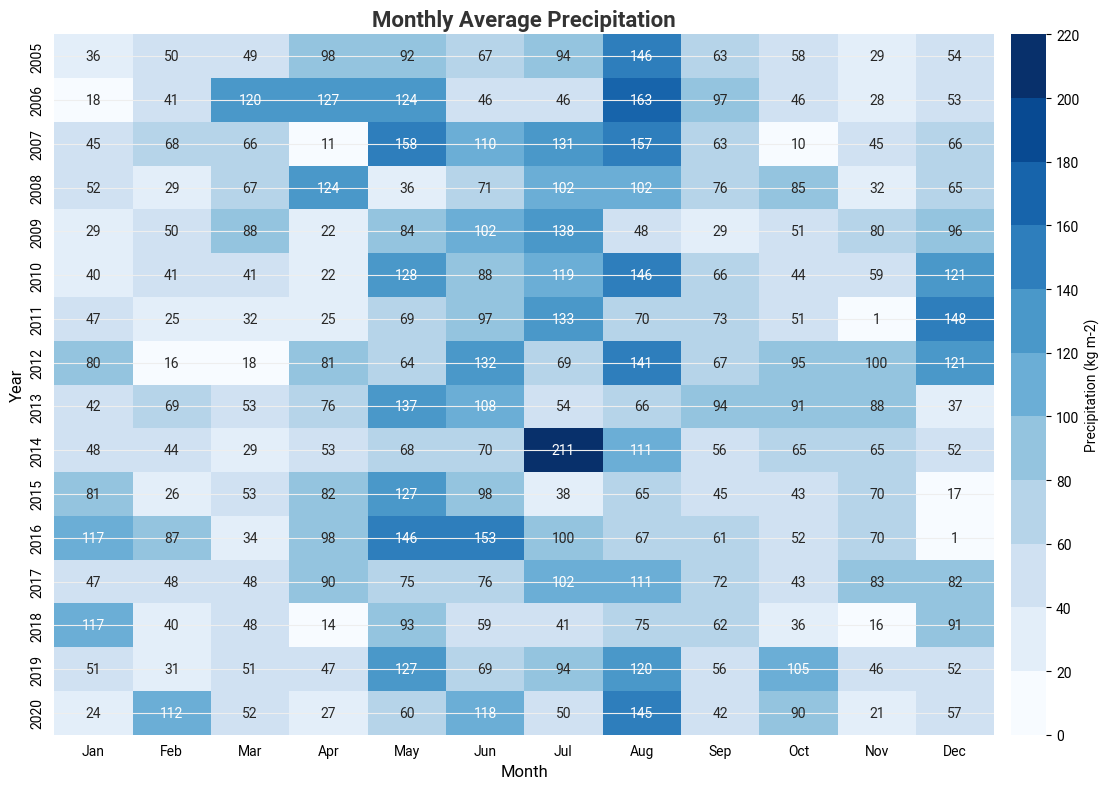 Monthly Average Precipitation
2005 36 50 49 98 92 67 94 146 63 58 29 54
2006 18 41 120 127 124 46 46 163 97 46 28 53
2007 45 68 66 11 158 110 131 157 63 10 45 66
2008 52 29 67 124 36 71 102 102 76 85 32 65
2009 29 50 88 22 84 102 138 48 29 51 80 96
2010 40 41 41 22 128 88 119 146 66 44 59 121
2011 47 25 32 25 69 97 133 70 73 51 1 148
2012 80 16 18 81 64 132 69 141 67 95 100 121
2013 42 69 53 76 137 108 54 66 94 91 88 37
2014 48 44 29 53 68 70 211 111 56 65 65 52
2015 81 26 53 82 127 98 38 65 45 43 70 17
2016 117 87 34 98 146 153 100 67 61 52 70 1
2017 47 48 48 90 75 76 102 111 72 43 83 82
2018 117 40 48 14 93 59 41 75 62 36 16 91
2019 51 31 51 47 127 69 94 120 56 105 46 52
2020 24 112 52 27 60 118 50 145 42 90 21 57
Jan Feb Mar Apr May Jun Jul Aug Sep Oct Nov Dec
Month
Year
220
200
180
160
140
120
100
80
60
40
20
0
Precipitation (kg m-2)